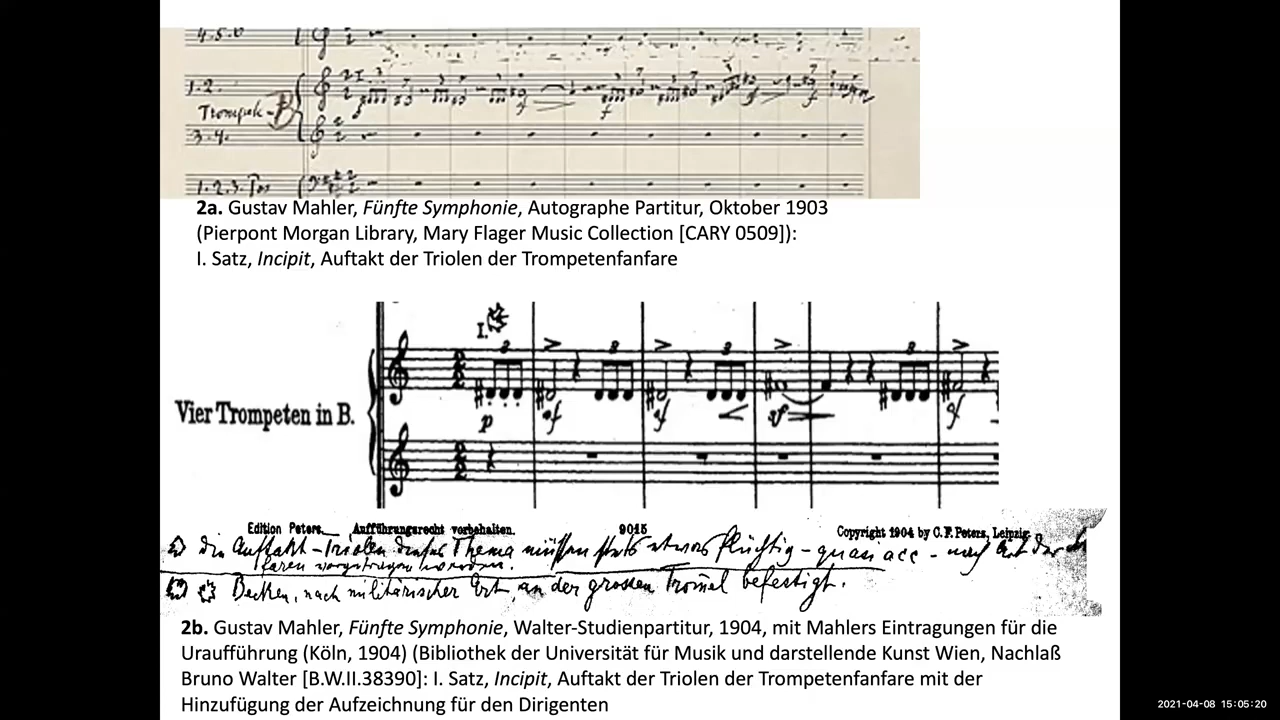 4.5.6
1.2.
Trompete B
3.4.
1.2.3. Pos
2a. Gustav Mahler, Fünfte Symphonie, Autographe Partitur, Oktober 1903
(Pierpont Morgan Library, Mary Flager Music Collection [CARY 0509]):
I. Satz, Incipit, Auftakt der Triolen der Trompetenfanfare
I.
Vier Trompeten in B.
p sf sf sf sf
Edition Peters. Aufführungsrecht vorbehalten. 9015 Copyright 1904 by C. F. Peters, Leipzig.
die Auftakt-Triolen dieses Thema müssen stets etwas flüchtig - quasi acc - nach Art der
vorgetragen werden.
Becken, nach militärischer Art, an der grossen Trommel befestigt.
2b. Gustav Mahler, Fünfte Symphonie, Walter-Studienpartitur, 1904, mit Mahlers Eintragungen für die
Uraufführung (Köln, 1904) (Bibliothek der Universität für Musik und darstellende Kunst Wien, Nachlaß
Bruno Walter [B.W.II.38390]: I. Satz, Incipit, Auftakt der Triolen der Trompetenfanfare mit der
Hinzufügung der Aufzeichnung für den Dirigenten
2021-04-08 15:05:20